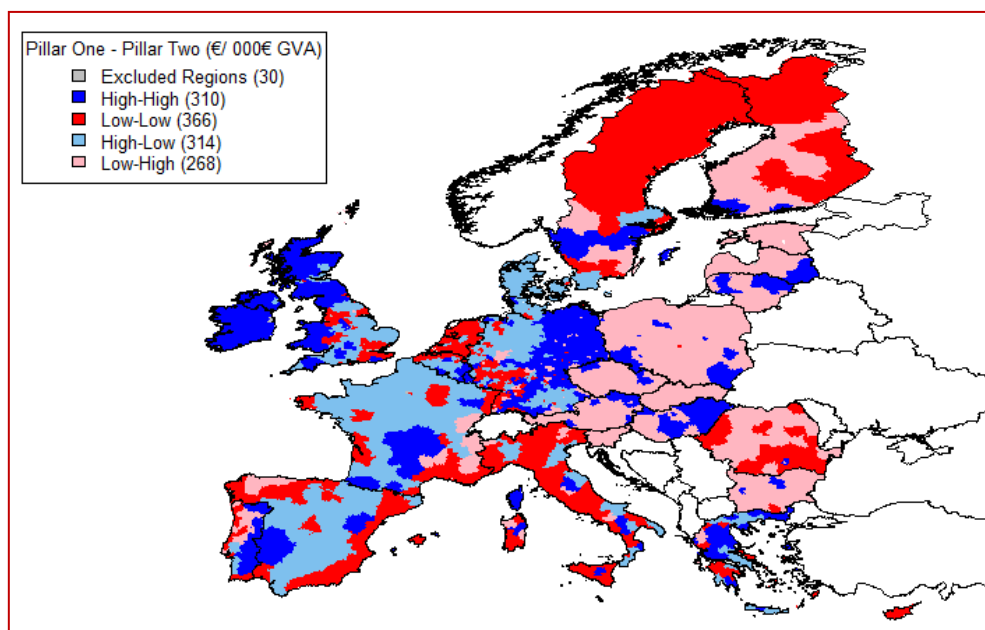 Pillar One - Pillar Two (€/ 000€ GVA)
Excluded Regions (30)
High-High (310)
Low-Low (366)
High-Low (314)
Low-High (268)